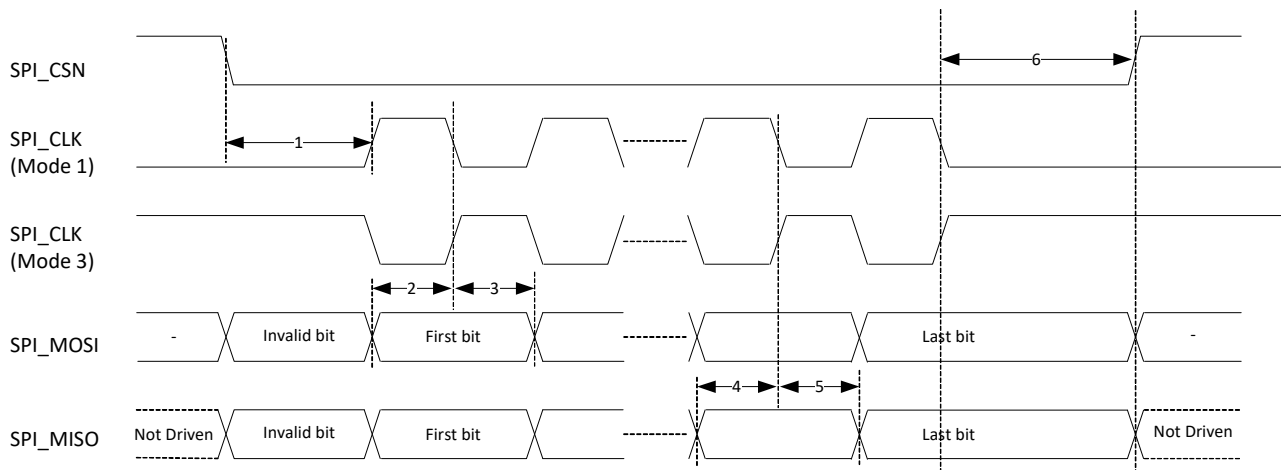 SPI_CSN
6
SPI_CLK
(Mode 1)
1
SPI_CLK
(Mode 3)
2 3
SPI_MOSI - Invalid bit First bit Last bit -
4 5
SPI_MISO Not Driven Invalid bit First bit Last bit Not Driven